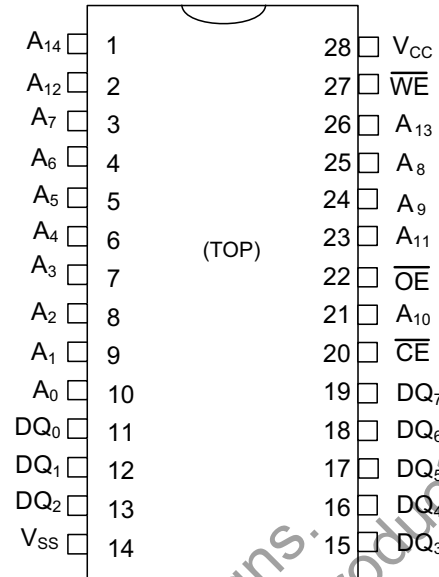 A14 1 28 VCC
A12 2 27 WE
A7 3 26 A13
A6 4 25 A8
A5 5 24 A9
A4 6 23 A11
(TOP)
A3 7 22 OE
A2 8 21 A10
A1 9 20 CE
A0 10 19 DQ7
DQ0 11 18 DQ6
DQ1 12 17 DQ5
DQ2 13 16 DQ4
VSS 14 15 DQ3